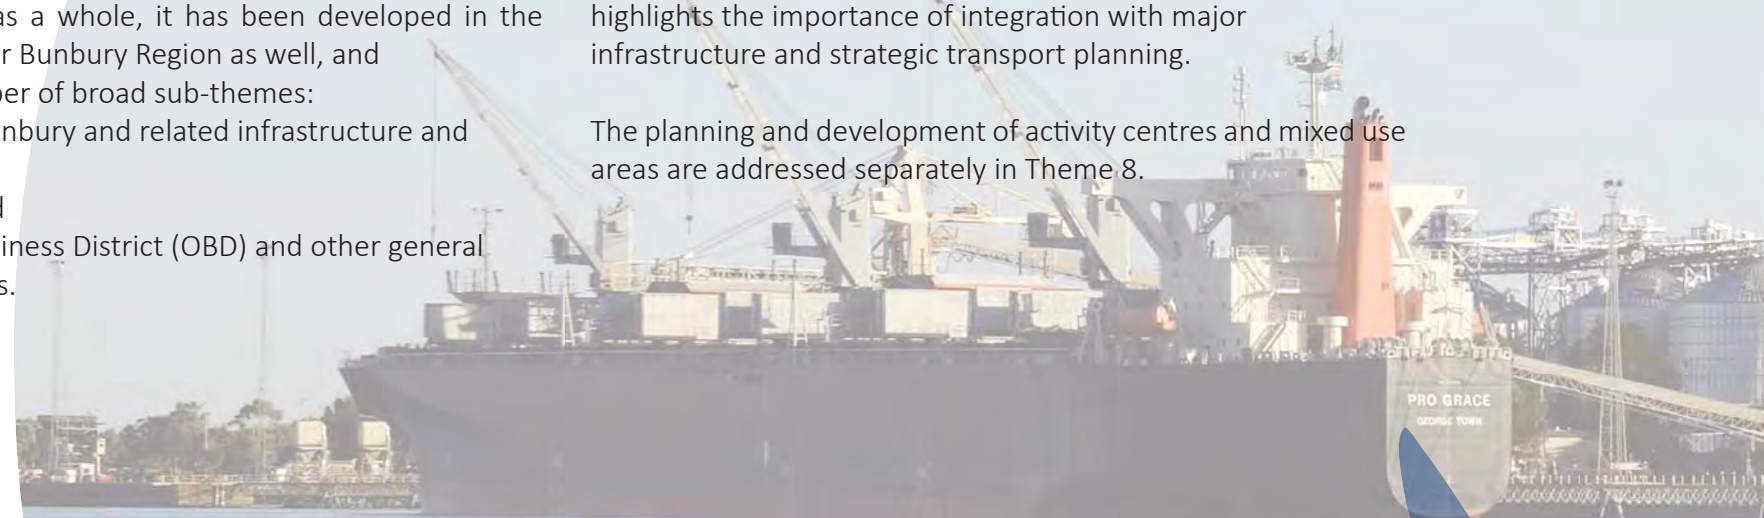 as a whole, it has been developed in the
r Bunbury Region as well, and
ber of broad sub-themes:
nbury and related infrastructure and
d
iness District (OBD) and other general
s.
highlights the importance of integration with major
infrastructure and strategic transport planning.
The planning and development of activity centres and mixed use
areas are addressed separately in Theme 8.
PRO GRACE
GEORGE TOWN